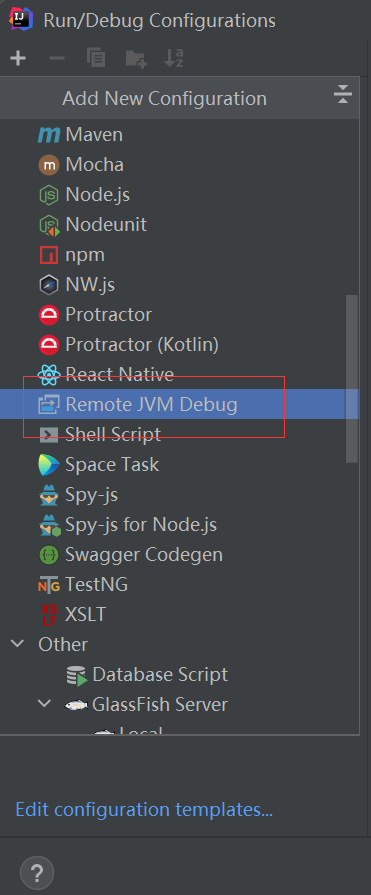 Run/Debug Configurations
Add New Configuration
Maven
Mocha
Node.js
Nodeunit
npm
NW.js
Protractor
Protractor (Kotlin)
React Native
Remote JVM Debug
Shell Script
Space Task
Spy-js
Spy-js for Node.js
Swagger Codegen
TestNG
XSLT
Other
Database Script
GlassFish Server
Local
Edit configuration templates...
?